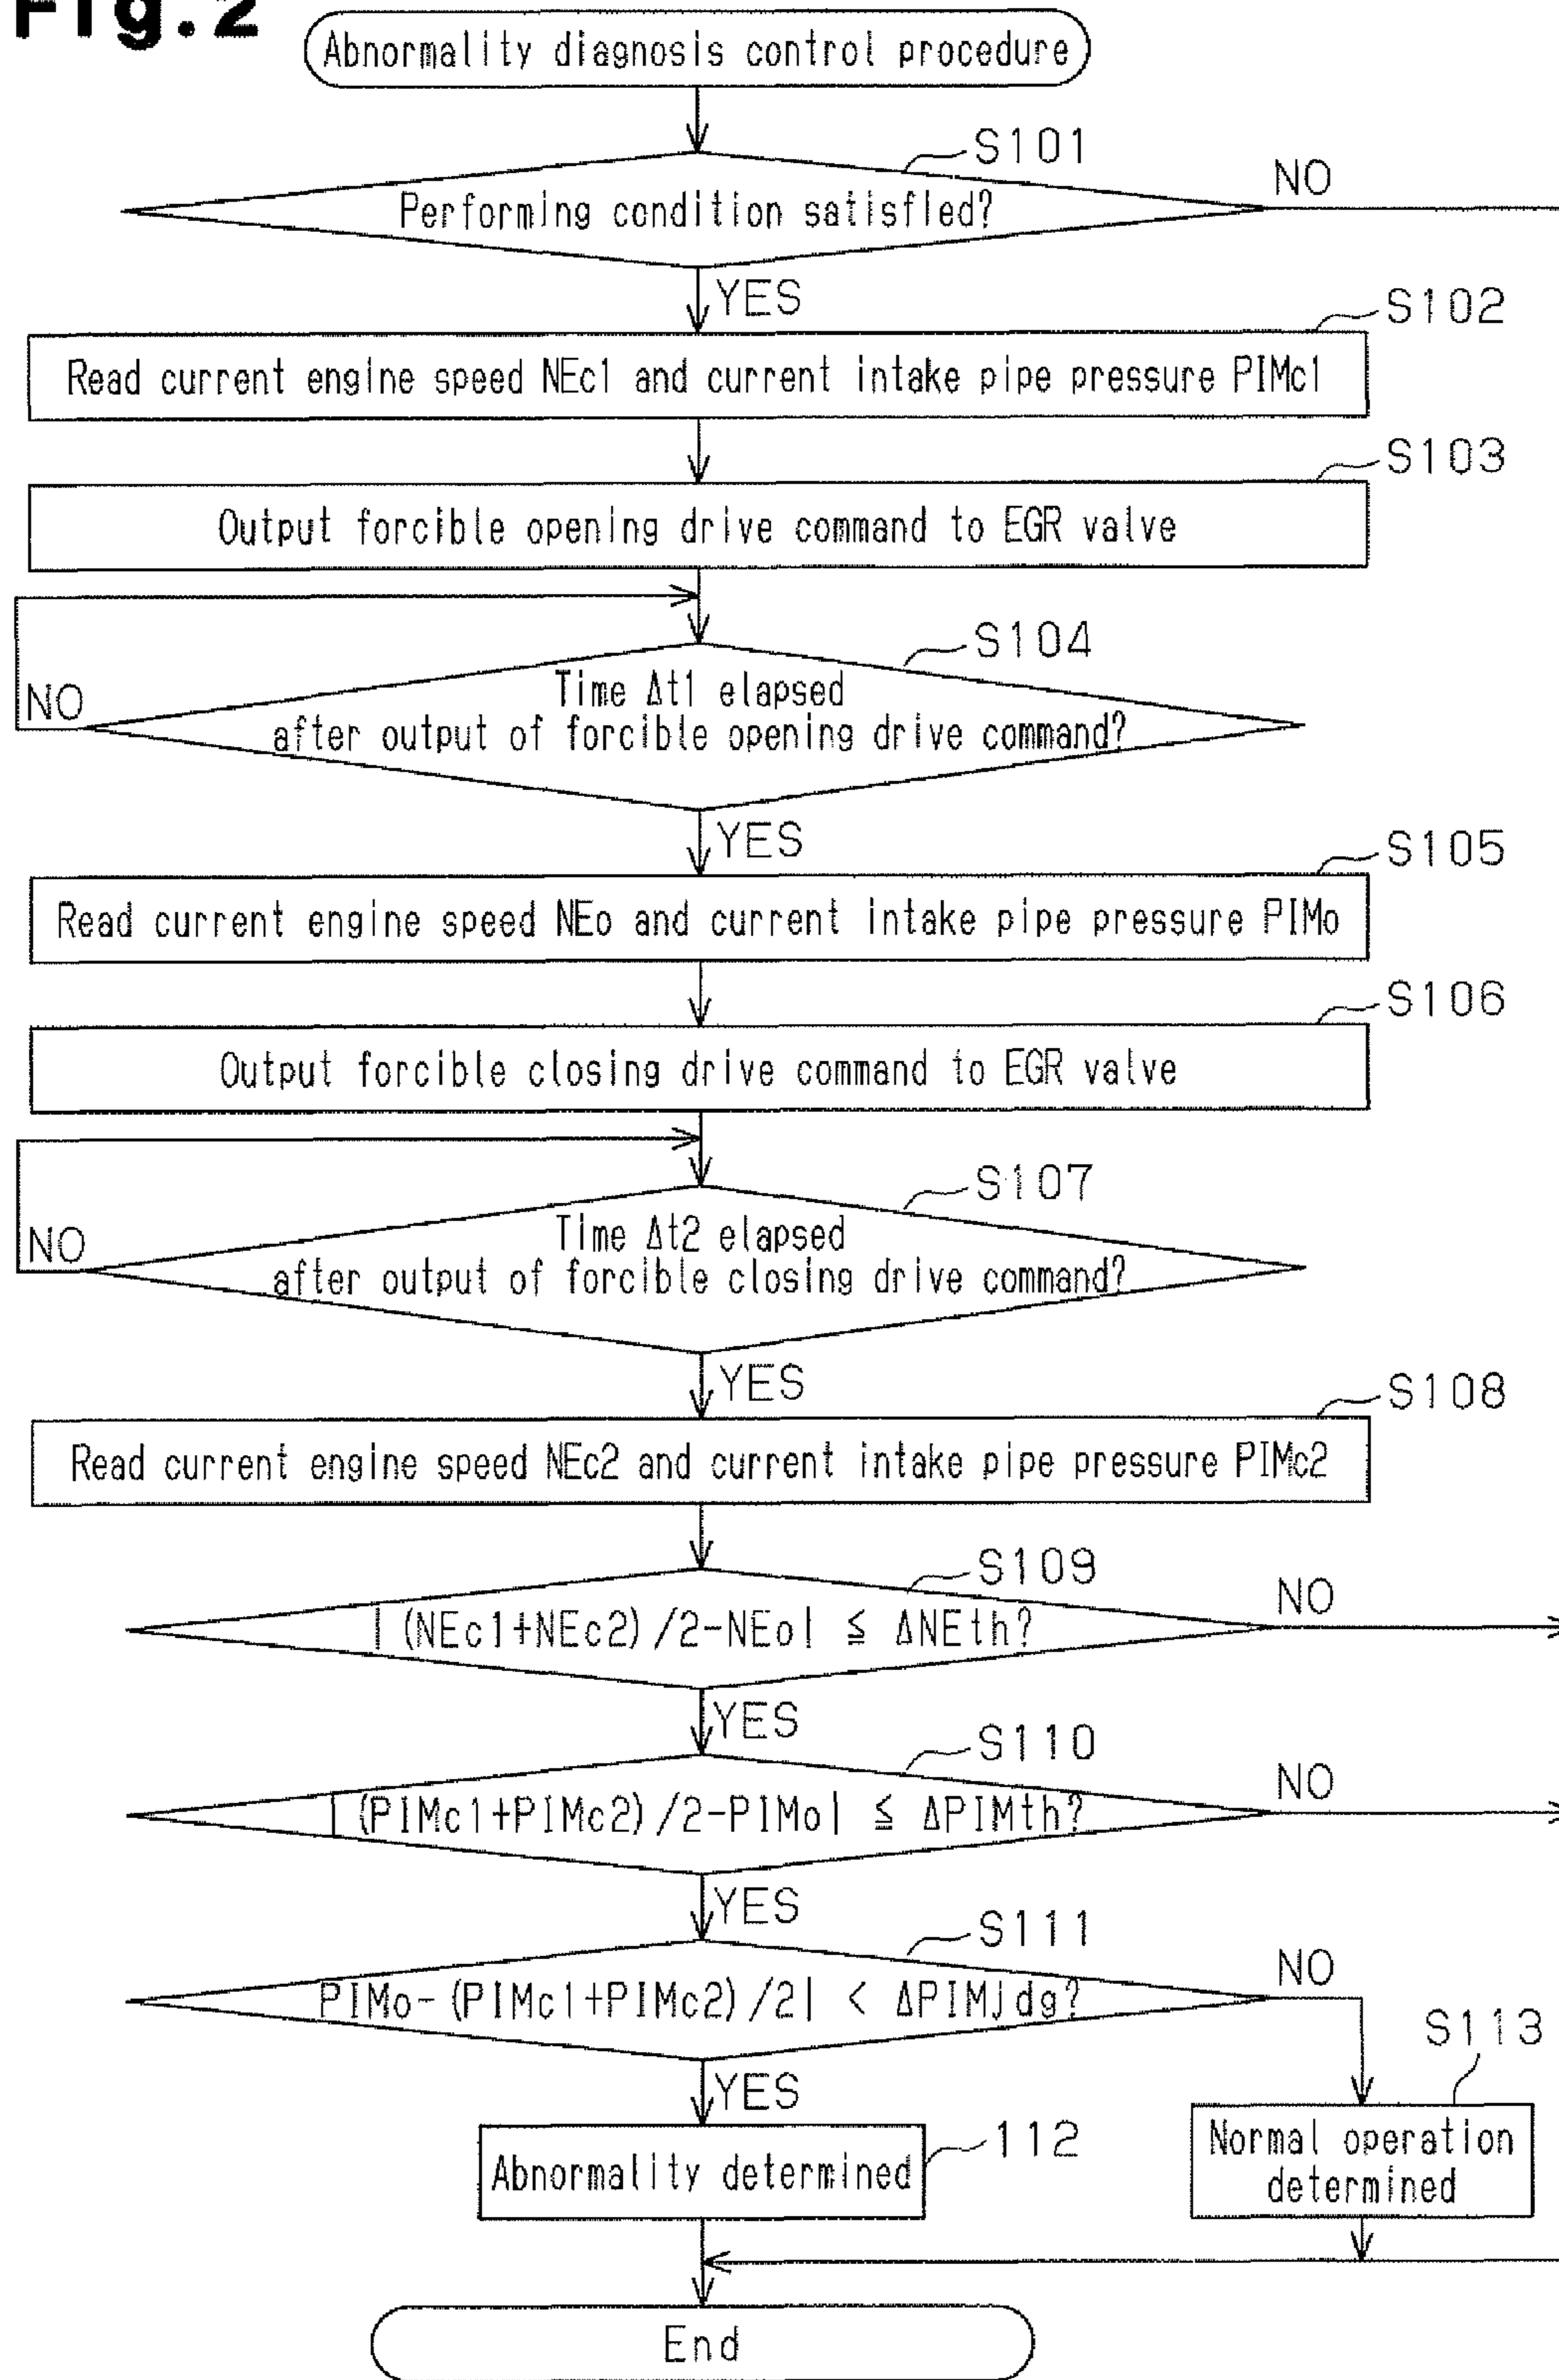 Fig.2
Abnormality diagnosis control procedure
S101
Performing condition satisfied?
NO
YES
S102
Read current engine speed NEc1 and current intake pipe pressure PIMc1
S103
Output forcible opening drive command to EGR valve
S104
Time Δt1 elapsed
after output of forcible opening drive command?
NO
YES
S105
Read current engine speed NEo and current intake pipe pressure PIMo
S106
Output forcible closing drive command to EGR valve
S107
Time Δt2 elapsed
after output of forcible closing drive command?
NO
YES
S108
Read current engine speed NEc2 and current intake pipe pressure PIMc2
S109
|(NEc1+NEc2)/2-NEo| ≦ ΔNEth?
NO
YES
S110
|(PIMc1+PIMc2)/2-PIMo| ≦ ΔPIMth?
NO
YES
S111
PIMo-(PIMc1+PIMc2)/2| < ΔPIMjdg?
NO
YES
S113
112
Abnormality determined
Normal operation
determined
End